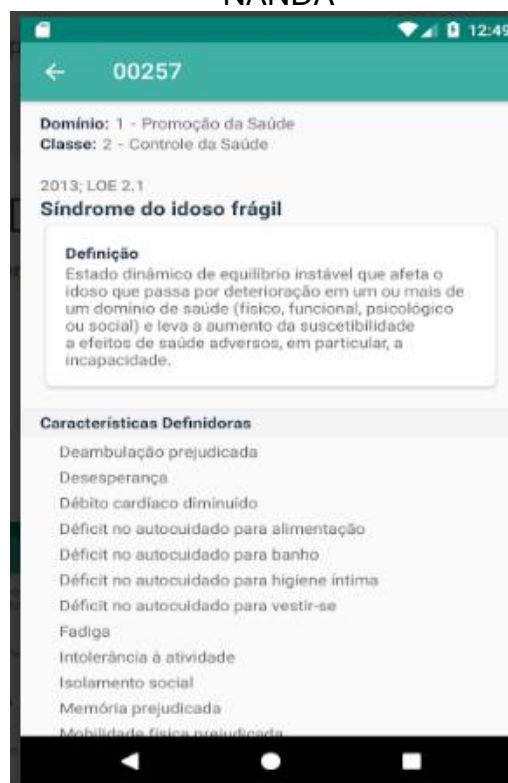 NANDA
12:49
00257
Domínio: 1 - Promoção da Saúde
Classe: 2 - Controle da Saúde
2013; LOE 2.1
Síndrome do idoso frágil
Definição
Estado dinâmico de equilíbrio instável que afeta o
idoso que passa por deterioração em um ou mais de
um domínio de saúde (físico, funcional, psicológico
ou social) e leva a aumento da suscetibilidade
a efeitos de saúde adversos, em particular, a
incapacidade.
Características Definidoras
Deambulação prejudicada
Desesperança
Débito cardíaco diminuído
Déficit no autocuidado para alimentação
Déficit no autocuidado para banho
Déficit no autocuidado para higiene íntima
Déficit no autocuidado para vestir-se
Fadiga
Intolerância à atividade
Isolamento social
Memória prejudicada
Mobilidade física prejudicada